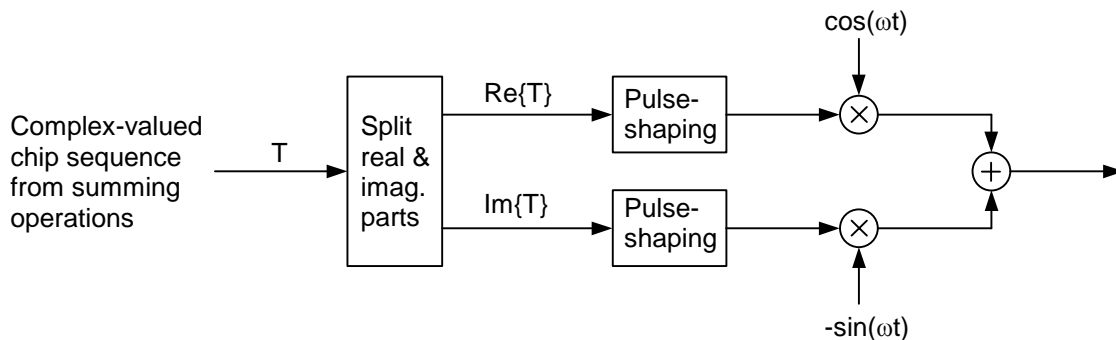 cos(ωt)
Complex-valued
chip sequence
from summing
operations
T
Split
real &
imag.
parts
Re{T}
Pulse-
shaping
Im{T}
Pulse-
shaping
-sin(ωt)